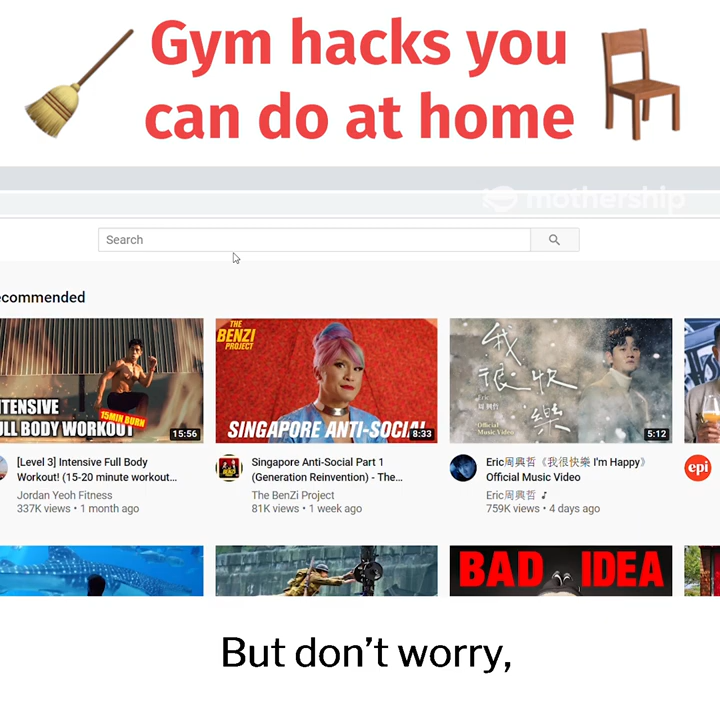 Gym hacks you
can do at home
mothership
Search
ecommended
THE
BENZI
PROJECT
我
很快
樂
Official
Music Video
NTENSIVE
ULL BODY WORKOUT
15MIN BURN
15:56
SINGAPORE ANTI-SOCIAL
8:33
5:12
[Level 3] Intensive Full Body
Workout! (15-20 minute workout...
Jordan Yeoh Fitness
337K views • 1 month ago
Singapore Anti-Social Part 1
(Generation Reinvention) - The...
The BenZi Project
81K views • 1 week ago
Eric周興哲《我很快樂 I'm Happy》
Official Music Video
Eric周興哲 ♪
759K views • 4 days ago
epi
BAD IDEA
But don't worry,